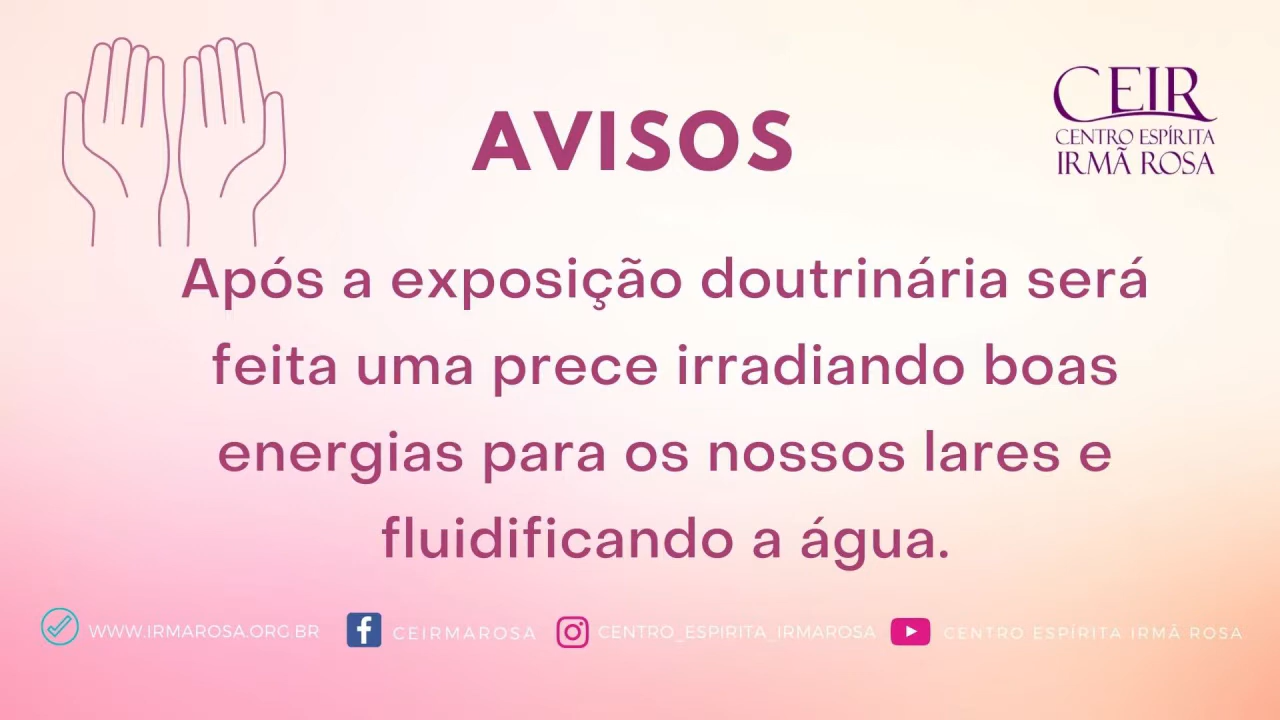 AVISOS
CEIR
CENTRO ESPÍRITA
IRMÃ ROSA
Após a exposição doutrinária será
feita uma prece irradiando boas
energias para os nossos lares e
fluidificando a água.
WWW.IRMAROSA.ORG.BR
CEIRMAROSA
CENTRO_ESPIRITA_IRMAROSA
CENTRO ESPÍRITA IRMÃ ROSA